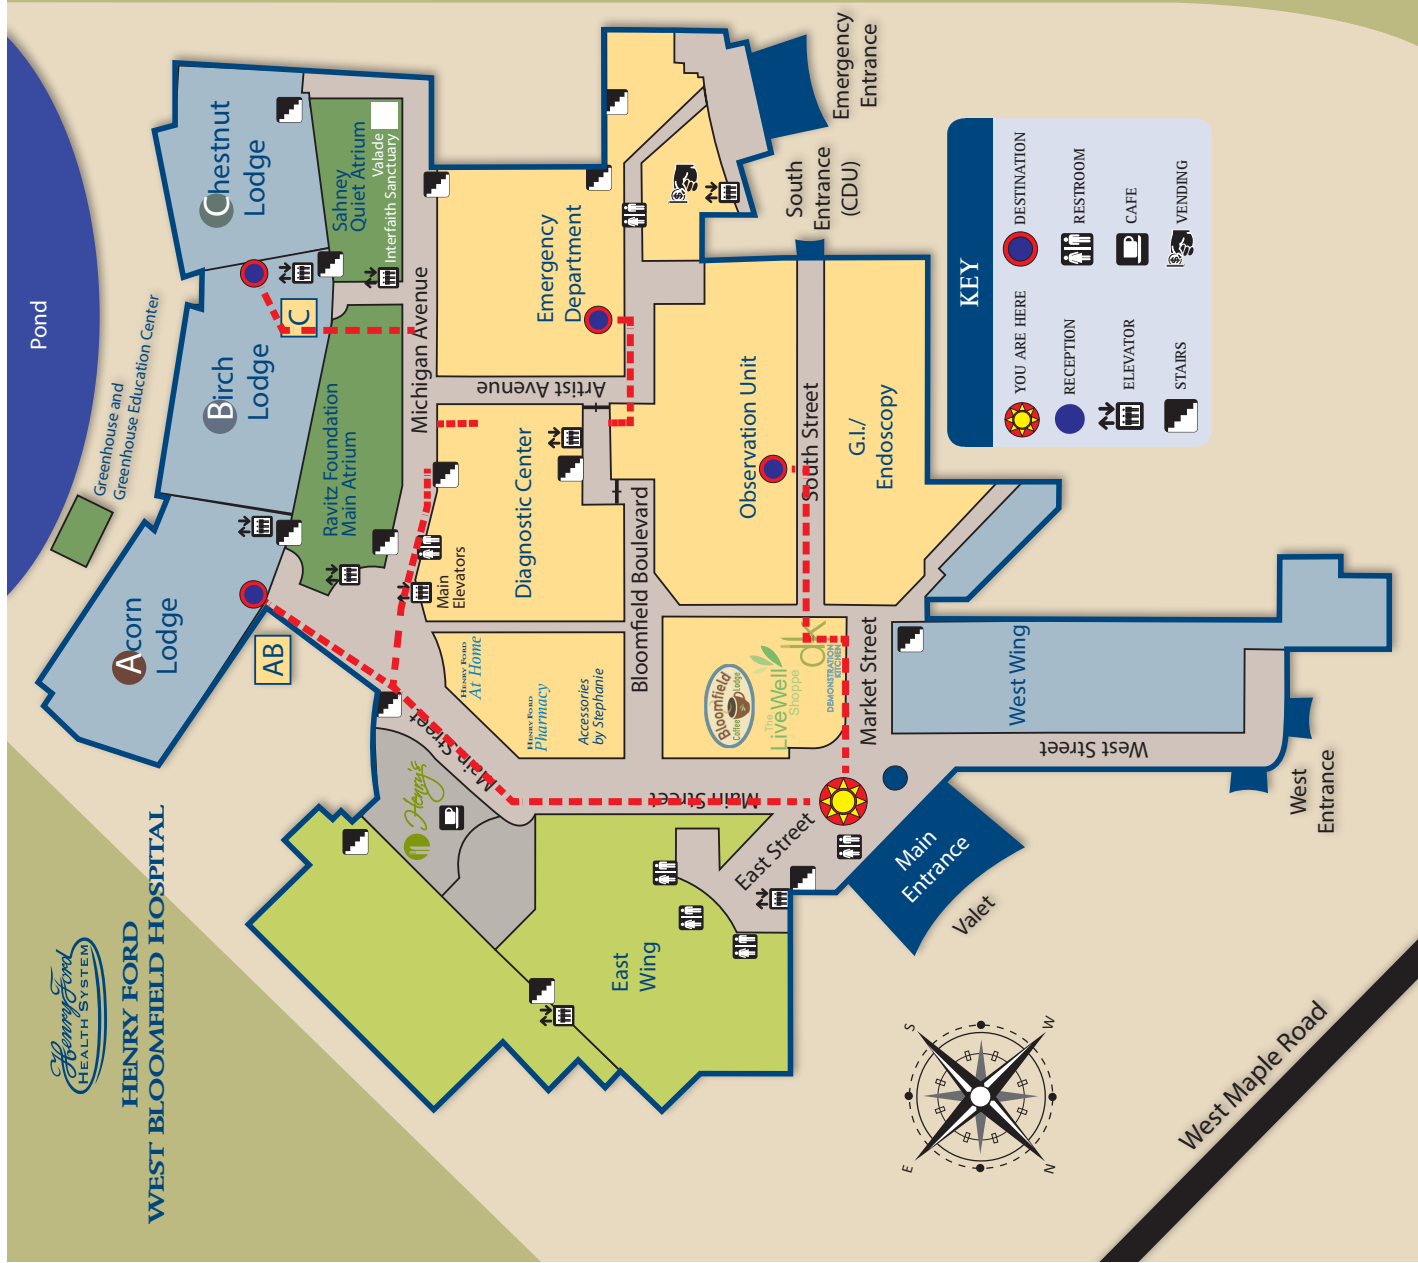 Henry Ford
HEALTH SYSTEM
HENRY FORD
WEST BLOOMFIELD HOSPITAL
Pond
Greenhouse and
Greenhouse Education Center
Acorn
Lodge
Birch
Lodge
Chestnut
Lodge
AB
C
Ravitz Foundation
Main Atrium
Sahney
Quiet Atrium
Valade
Interfaith Sanctuary
Michigan Avenue
Main
Elevators
Diagnostic Center
Emergency
Department
Artist Avenue
Henry's
Main Street
HENRY FORD
At Home
HENRY FORD
Pharmacy
Accessories
by Stephanie
Bloomfield Boulevard
Main Street
Bloomfield
Coffee Lodge
The
LiveWell
Shoppe
dk
DEMONSTRATION
KITCHEN
Observation Unit
South Street
G.I./
Endoscopy
Market Street
East
Wing
East Street
West Wing
West Street
Main
Entrance
Valet
West
Entrance
South
Entrance
(CDU)
Emergency
Entrance
KEY
YOU ARE HERE
DESTINATION
RECEPTION
RESTROOM
ELEVATOR
CAFE
STAIRS
VENDING
S
W
E
N
West Maple Road